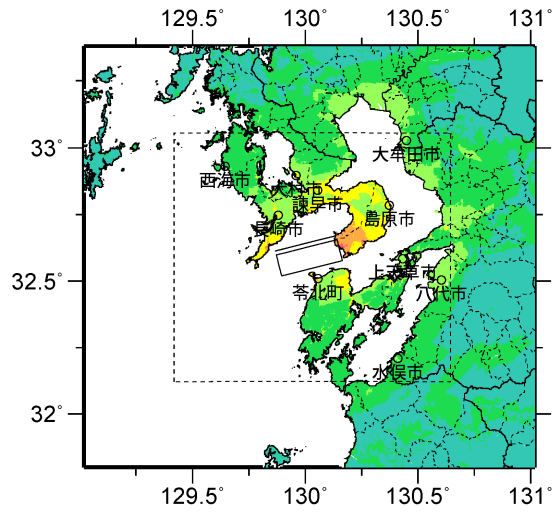 129.5° 130° 130.5° 131°
33°
大牟田市
西海市
大村市
諫早市
島原市
長崎市
32.5°
上天草市
苓北町
八代市
水俣市
32°
129.5° 130° 130.5° 131°